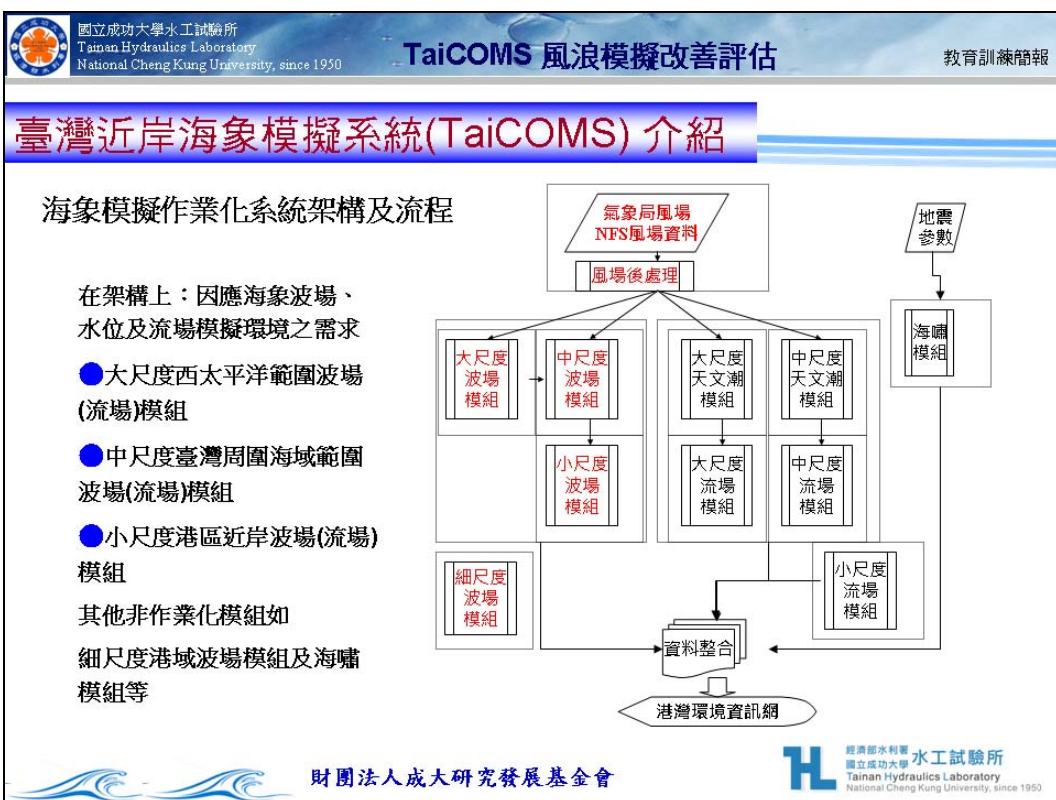 國立成功大學水工試驗所
Tainan Hydraulics Laboratory
National Cheng Kung University, since 1950
TaiCOMS 風浪模擬改善評估
教育訓練簡報
臺灣近岸海象模擬系統(TaiCOMS) 介紹
海象模擬作業化系統架構及流程
在架構上：因應海象波場、
水位及流場模擬環境之需求
●大尺度西太平洋範圍波場
(流場)模組
●中尺度臺灣周圍海域範圍
波場(流場)模組
●小尺度港區近岸波場(流場)
模組
其他非作業化模組如
細尺度港域波場模組及海嘯
模組等
氣象局風場
NFS風場資料
風場後處理
地震
參數
海嘯
模組
大尺度
波場
模組
中尺度
波場
模組
大尺度
天文潮
模組
中尺度
天文潮
模組
小尺度
波場
模組
大尺度
流場
模組
中尺度
流場
模組
細尺度
波場
模組
小尺度
流場
模組
資料整合
港灣環境資訊網
財團法人成大研究發展基金會
經濟部水利署
國立成功大學
水工試驗所
Tainan Hydraulics Laboratory
National Cheng Kung University, since 1950